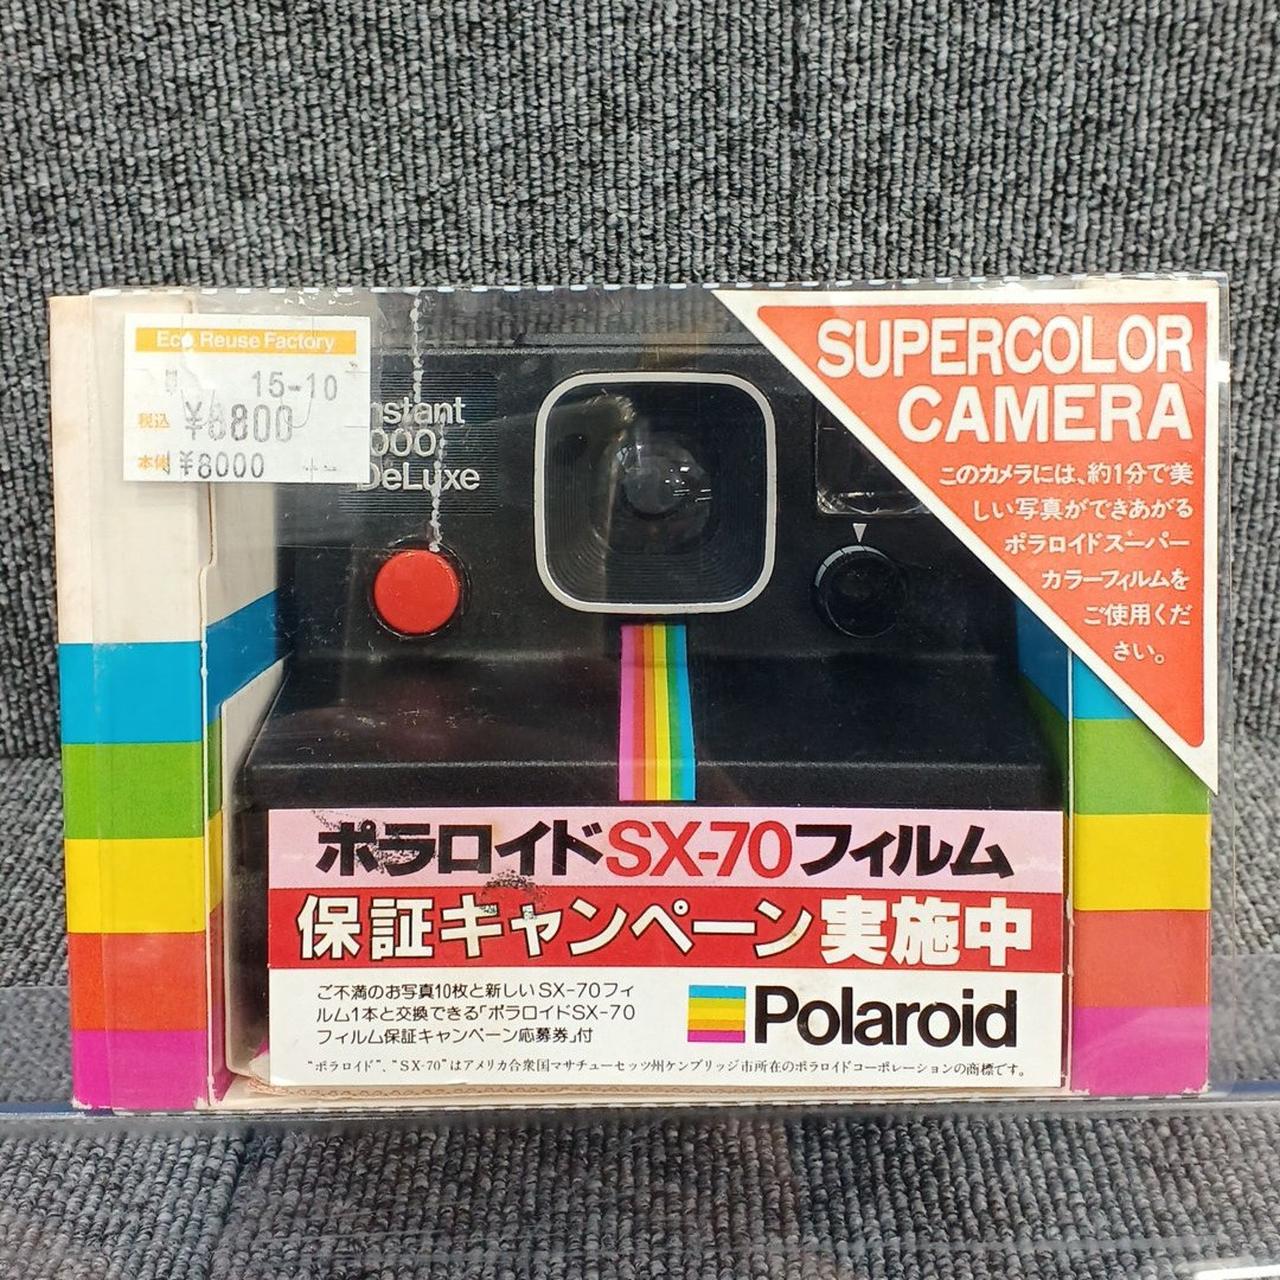 Eco Reuse Factory
15-10
税込 ¥8800
本体 ¥8000
Instant
1000
DeLuxe
SUPERCOLOR
CAMERA
このカメラには、約1分で美
しい写真ができあがる
ポラロイドスーパー
カラーフィルムを
ご使用くだ
さい。
ポラロイドSX-70フィルム
保証キャンペーン実施中
ご不満のお写真10枚と新しいSX-70フィ
ルム1本と交換できる「ポラロイドSX-70
フィルム保証キャンペーン応募券」付
Polaroid
"ポラロイド"、"SX-70"はアメリカ合衆国マサチューセッツ州ケンブリッジ市所在のポラロイドコーポレーションの商標です。